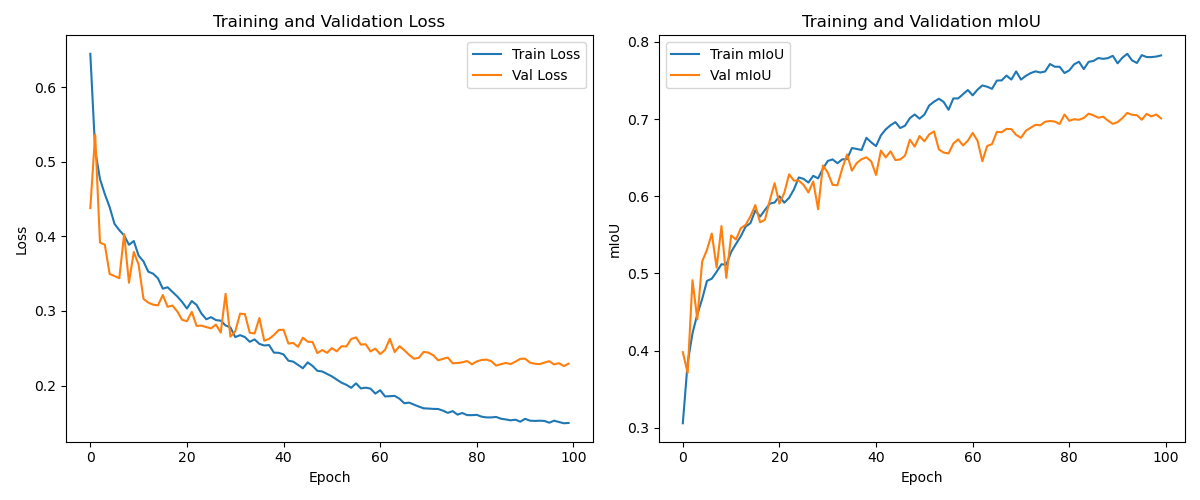 Training and Validation Loss
Train Loss
Val Loss
0.6
0.5
0.4
0.3
0.2
Loss
0
20
40
60
80
100
Epoch
Training and Validation mIoU
Train mIoU
Val mIoU
0.8
0.7
0.6
0.5
0.4
0.3
mIoU
0
20
40
60
80
100
Epoch